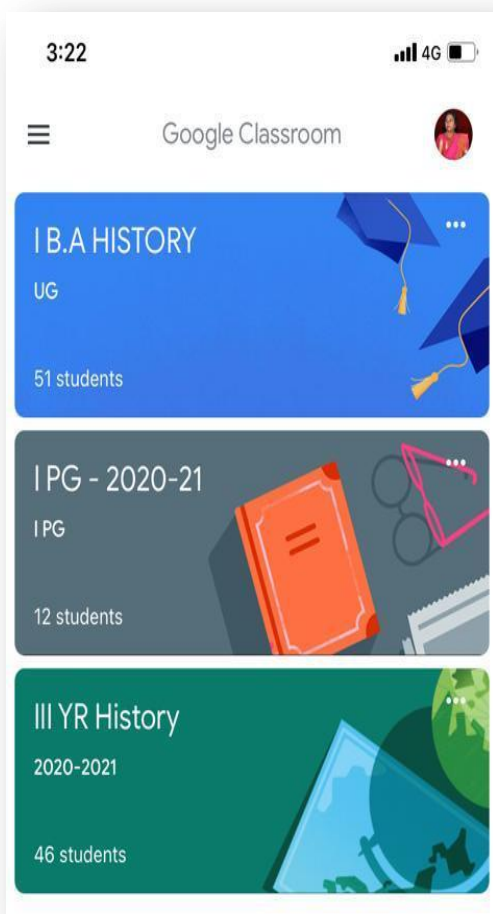 3:22 4G
Google Classroom
I B.A HISTORY
UG
51 students
I PG - 2020-21
I PG
12 students
III YR History
2020-2021
46 students